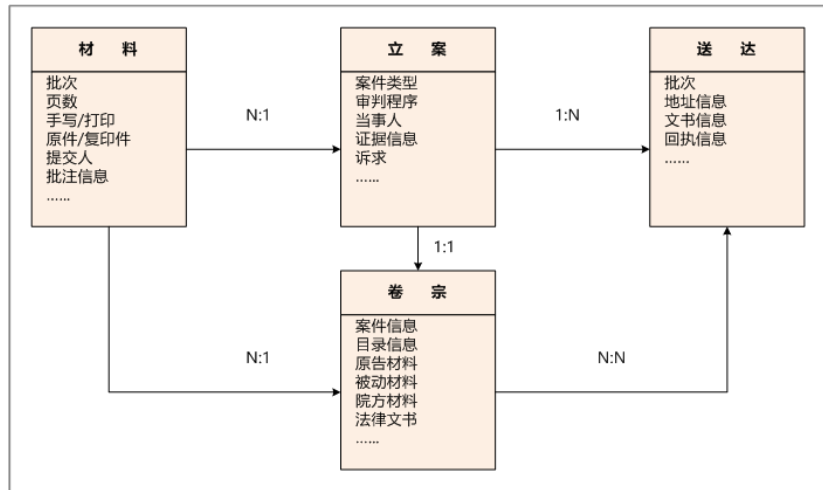 材 料
批次
页数
手写/打印
原件/复印件
提交人
批注信息
......
N:1
立 案
案件类型
审判程序
当事人
证据信息
诉求
......
1:N
送 达
批次
地址信息
文书信息
回执信息
......
1:1
N:1
卷 宗
案件信息
目录信息
原告材料
被动材料
院方材料
法律文书
......
N:N